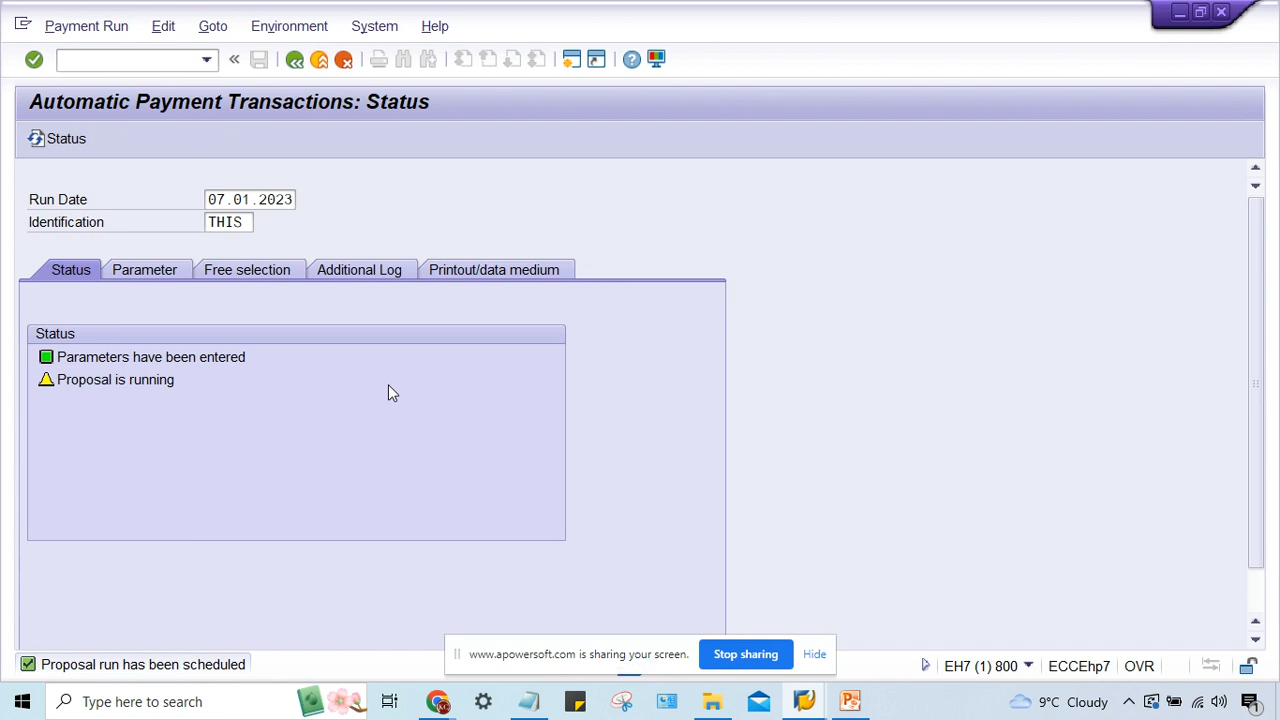 Payment Run Edit Goto Environment System Help
Automatic Payment Transactions: Status
Status
Run Date 07.01.2023
Identification THIS
Status Parameter Free selection Additional Log Printout/data medium
Status
Parameters have been entered
Proposal is running
www.apowersoft.com is sharing your screen. Stop sharing Hide
Proposal run has been scheduled EH7 (1) 800 ECCEhp7 OVR
Type here to search 9°C Cloudy 1